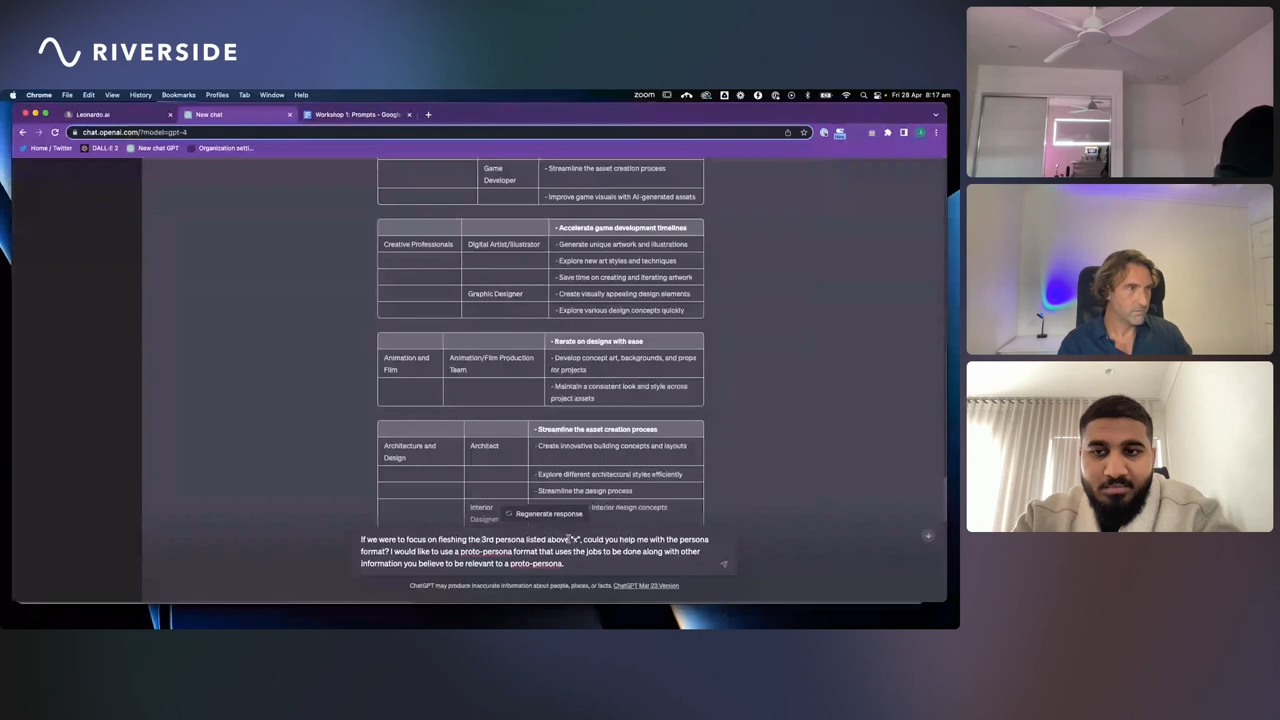 RIVERSIDE
Chrome File Edit View History Bookmarks Profiles Tab Window Help
zoom Fri 28 Apr 8:17 am
Leonardo.ai New chat Workshop 1: Prompts - Google
chat.openai.com/?model=gpt-4
Home / Twitter DALL·E 2 New chat GPT Organization setti...
Game Developer - Streamline the asset creation process
- Improve game visuals with AI-generated assets
- Accelerate game development timelines
Creative Professionals Digital Artist/Illustrator - Generate unique artwork and illustrations
- Explore new art styles and techniques
- Save time on creating and iterating artwork
Graphic Designer - Create visually appealing design elements
- Explore various design concepts quickly
- Iterate on designs with ease
Animation and Film Animation/Film Production Team - Develop concept art, backgrounds, and props for projects
- Maintain a consistent look and style across project assets
- Streamline the asset creation process
Architecture and Design Architect - Create innovative building concepts and layouts
- Explore different architectural styles efficiently
- Streamline the design process
Interior Designer interior design concepts
Regenerate response
If we were to focus on fleshing the 3rd persona listed above "x", could you help me with the persona
format? I would like to use a proto-persona format that uses the jobs to be done along with other
information you believe to be relevant to a proto-persona.
ChatGPT may produce inaccurate information about people, places, or facts. ChatGPT Mar 23 Version